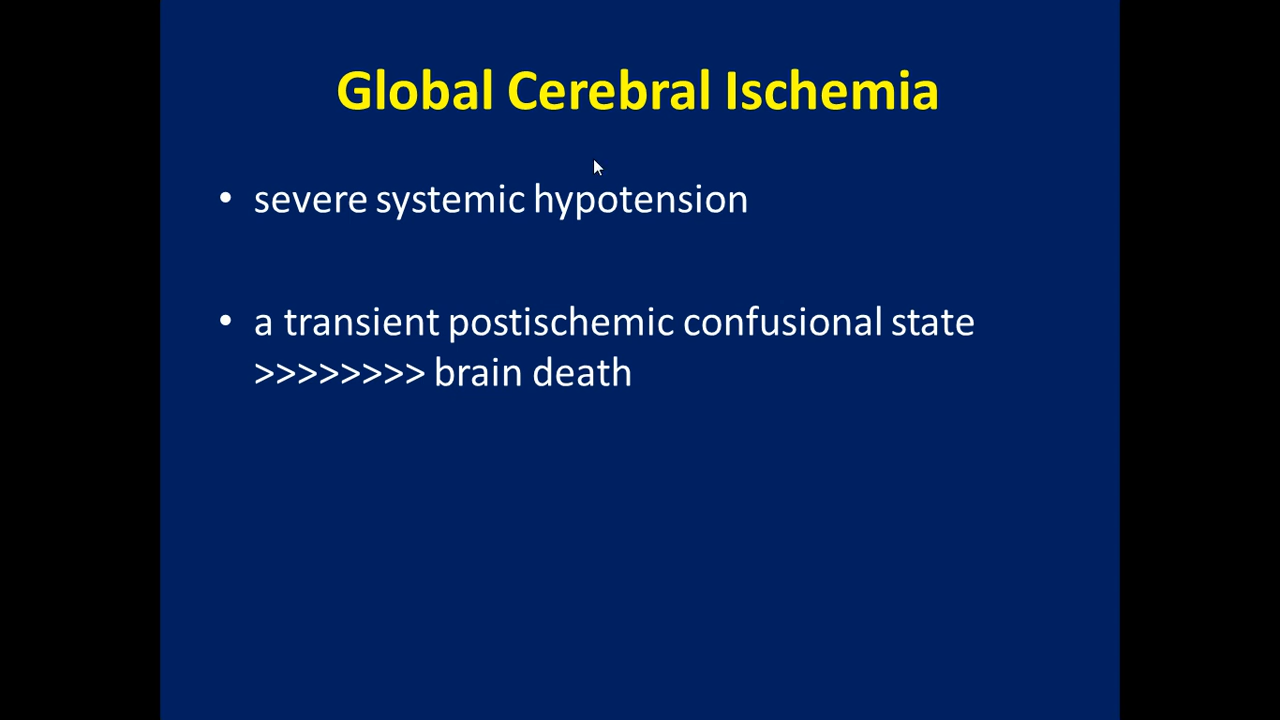 Global Cerebral Ischemia
• severe systemic hypotension
• a transient postischemic confusional state
>>>>>>>> brain death